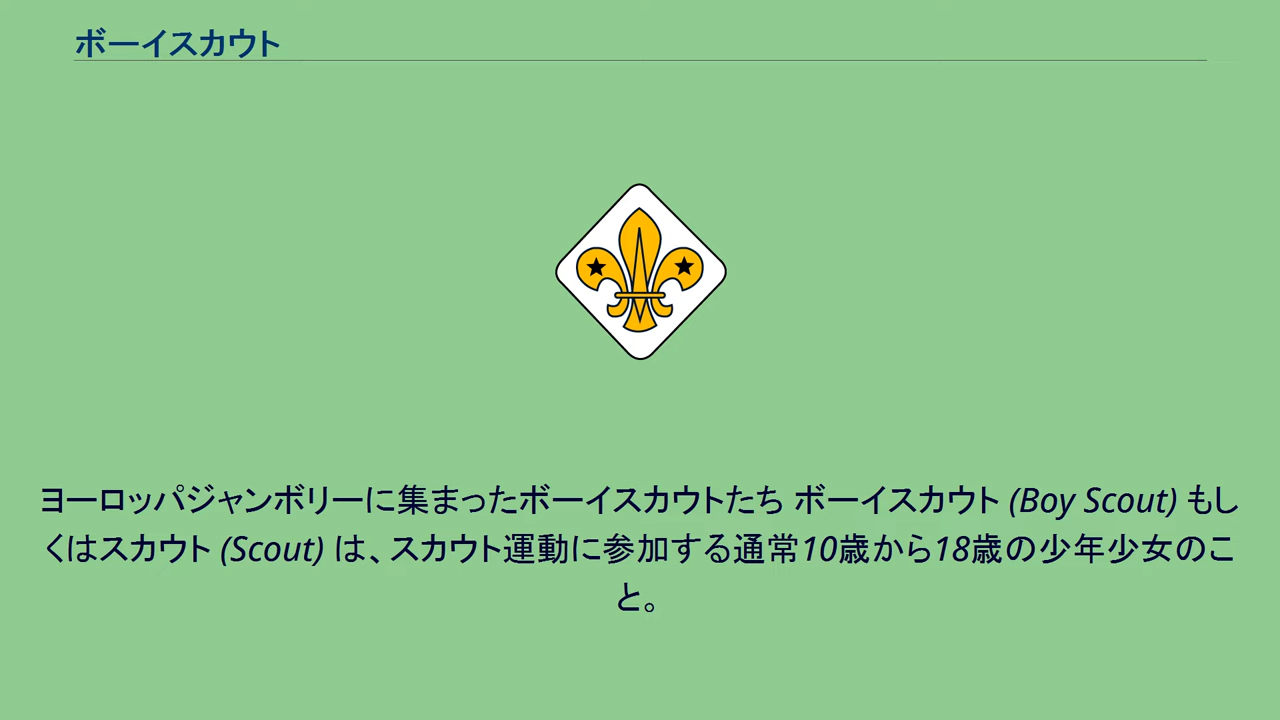 ボーイスカウト
ヨーロッパジャンボリーに集まったボーイスカウトたち ボーイスカウト (Boy Scout) もし
くはスカウト (Scout) は、スカウト運動に参加する通常10歳から18歳の少年少女のこ
と。